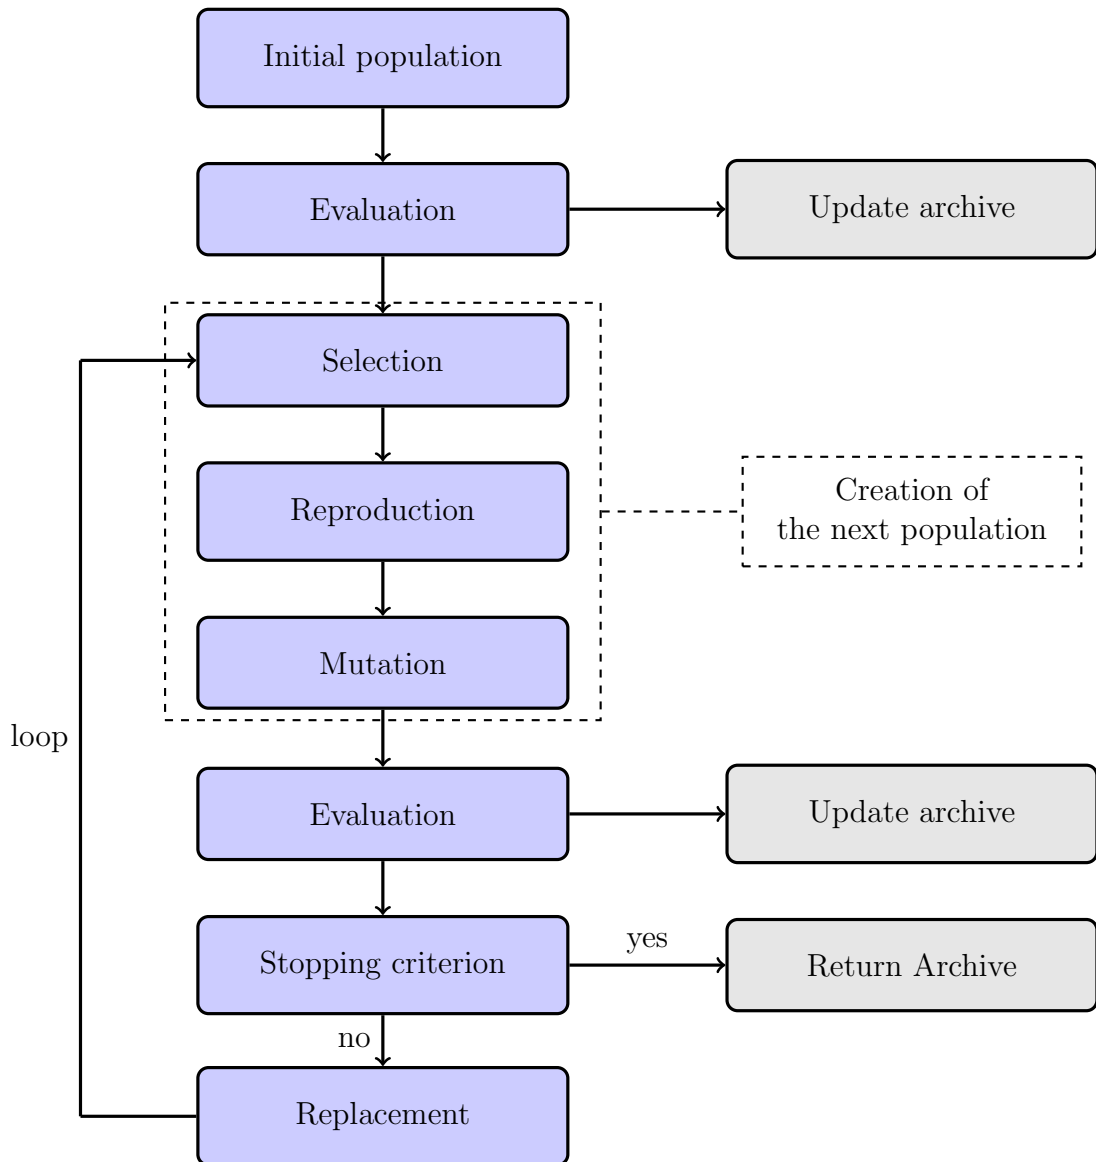 Initial population
Evaluation
Update archive
Selection
Reproduction
Creation of
the next population
Mutation
loop
Evaluation
Update archive
yes
Stopping criterion
Return Archive
no
Replacement